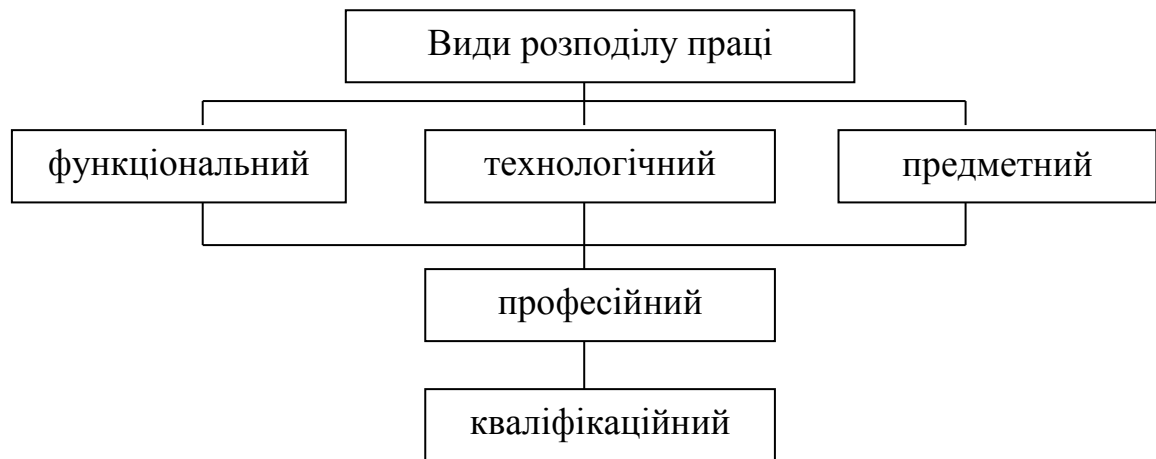 Види розподілу праці
функціональний
технологічний
предметний
професійний
кваліфікаційний